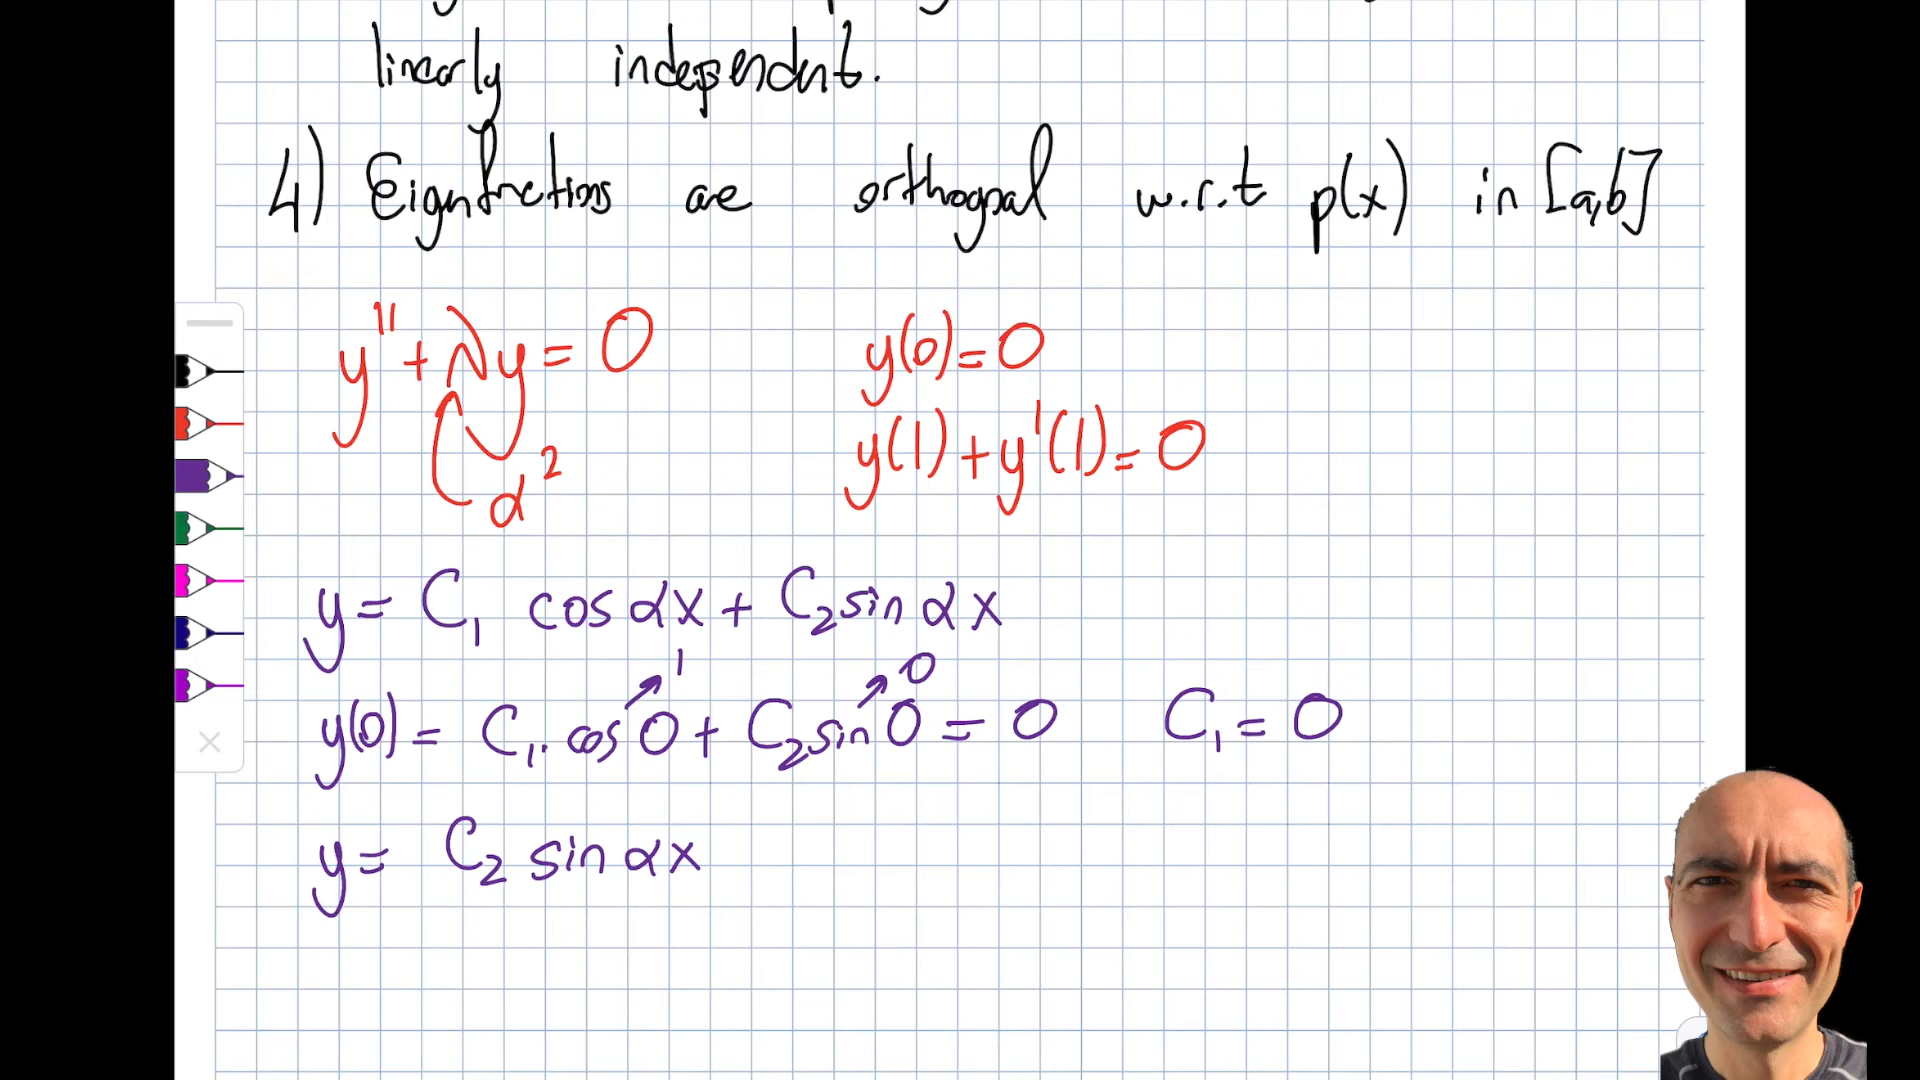 linearly independent.
4) Eigenfunctions are orthogonal w.r.t p(x) in [a,b]
y'' + λy = 0 y(0) = 0
α² y(1) + y'(1) = 0
y = C₁ cos αx + C₂ sin αx
1 0
y(0) = C₁. cos 0 + C₂ sin 0 = 0 C₁ = 0
y = C₂ sin αx